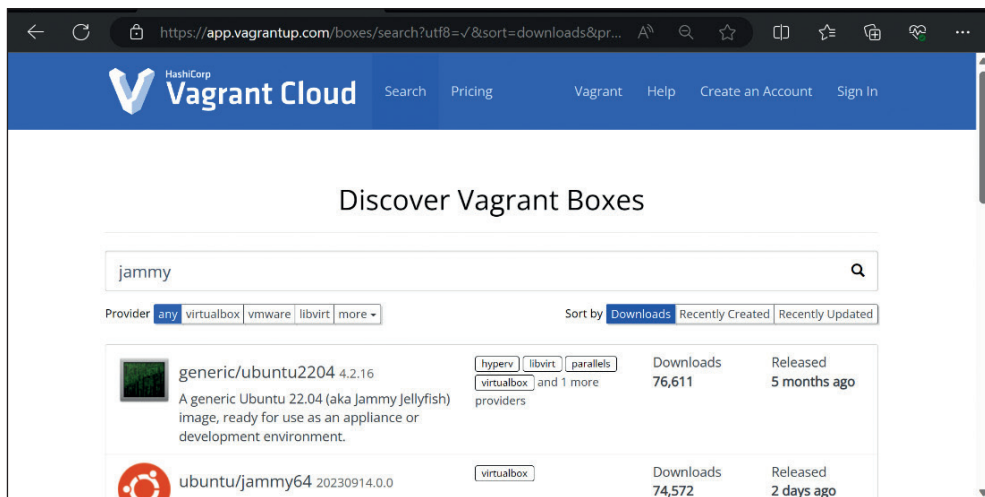 https://app.vagrantup.com/boxes/search?utf8=✓&sort=downloads&pr...
HashiCorp
Vagrant Cloud
Search Pricing Vagrant Help Create an Account Sign In
Discover Vagrant Boxes
jammy
Provider any virtualbox vmware libvirt more
Sort by Downloads Recently Created Recently Updated
generic/ubuntu2204 4.2.16
A generic Ubuntu 22.04 (aka Jammy Jellyfish)
image, ready for use as an appliance or
development environment.
hyperv libvirt parallels
virtualbox and 1 more
providers
Downloads
76,611
Released
5 months ago
ubuntu/jammy64 20230914.0.0
virtualbox
Downloads
74,572
Released
2 days ago